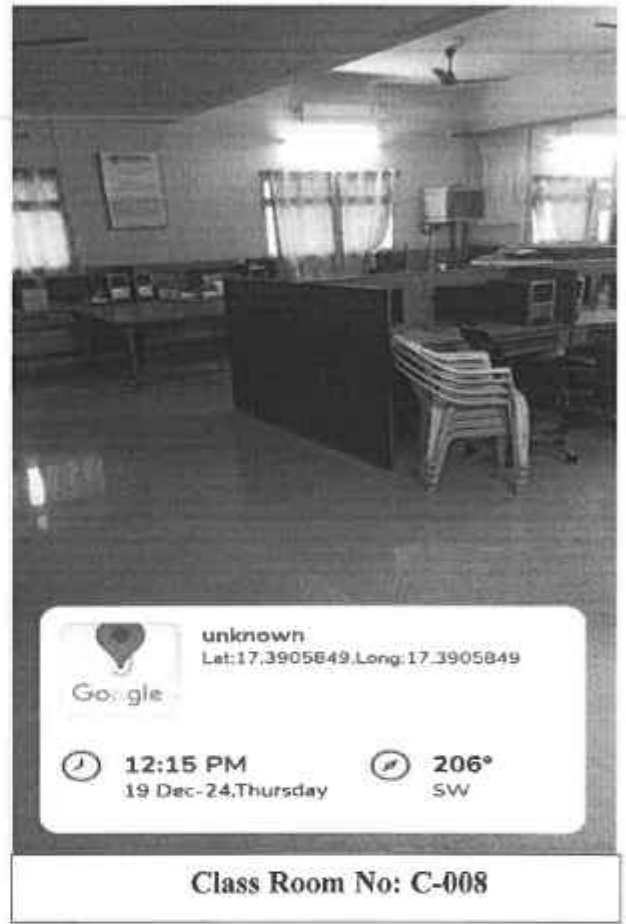 unknown
Lat:17.3905849,Long:17.3905849
Google
12:15 PM
19 Dec-24,Thursday
206°
SW
Class Room No: C-008